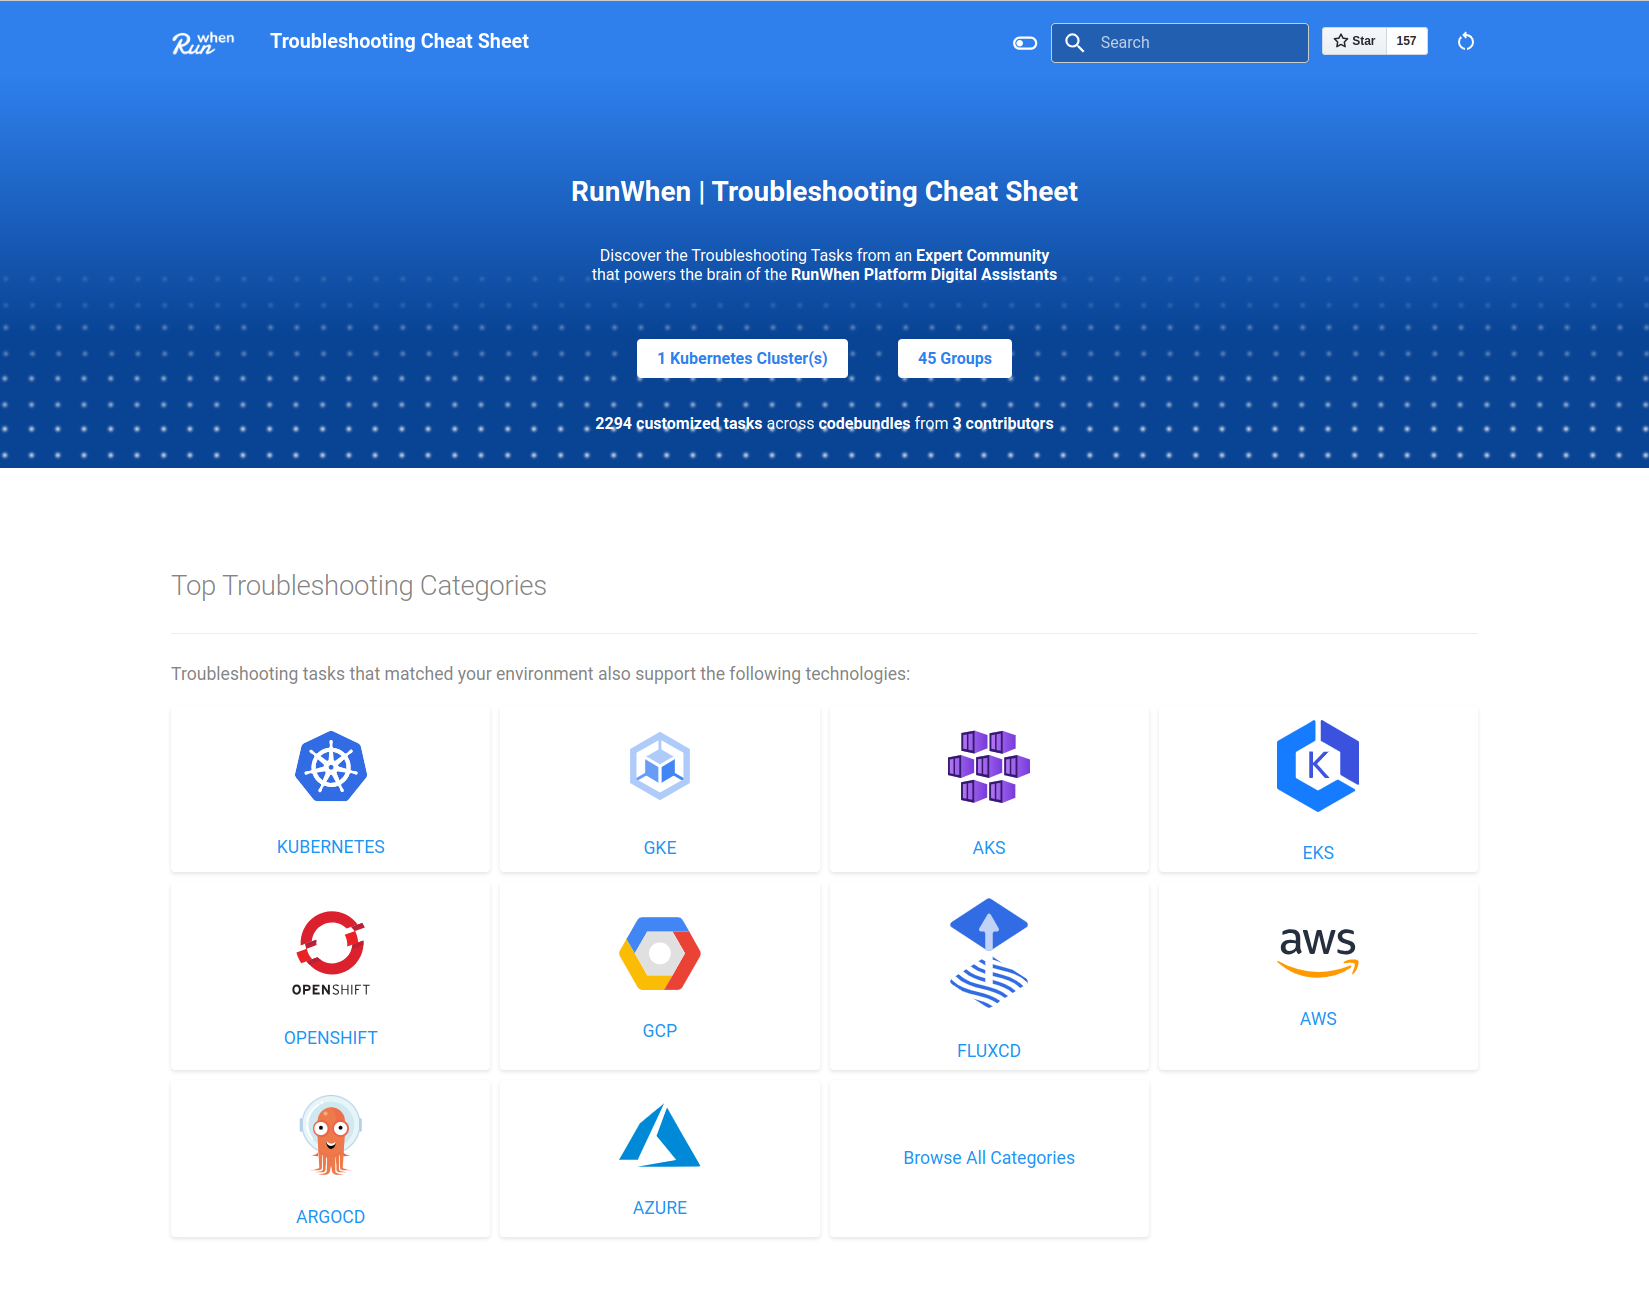 Run when
Troubleshooting Cheat Sheet
Search
Star 157
RunWhen | Troubleshooting Cheat Sheet
Discover the Troubleshooting Tasks from an Expert Community
that powers the brain of the RunWhen Platform Digital Assistants
1 Kubernetes Cluster(s)
45 Groups
2294 customized tasks across codebundles from 3 contributors
Top Troubleshooting Categories
Troubleshooting tasks that matched your environment also support the following technologies:
KUBERNETES
GKE
AKS
K
EKS
OPENSHIFT
OPENSHIFT
GCP
FLUXCD
aws
AWS
ARGOCD
AZURE
Browse All Categories